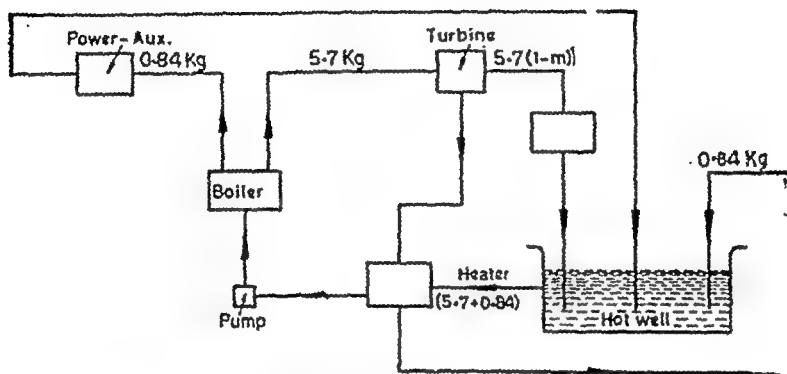 Power-Aux.
0.84 Kg
5.7 Kg
Turbine
5.7(1-m)
0.84 Kg
Boiler
Heater
(5.7+0.84)
Pump
Hot well